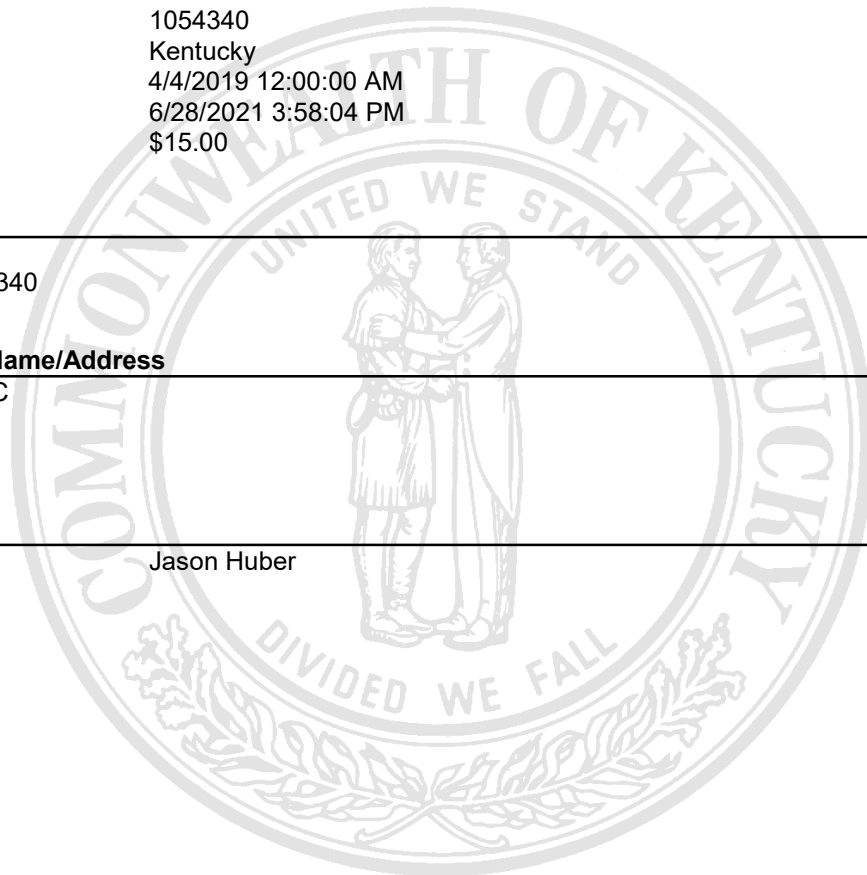 1054340
Kentucky
4/4/2019 12:00:00 AM
6/28/2021 3:58:04 PM
$15.00
340
ame/Address
C
Jason Huber
COMMONWEALTH OF KENTUCKY
UNITED WE STAND
DIVIDED WE FALL